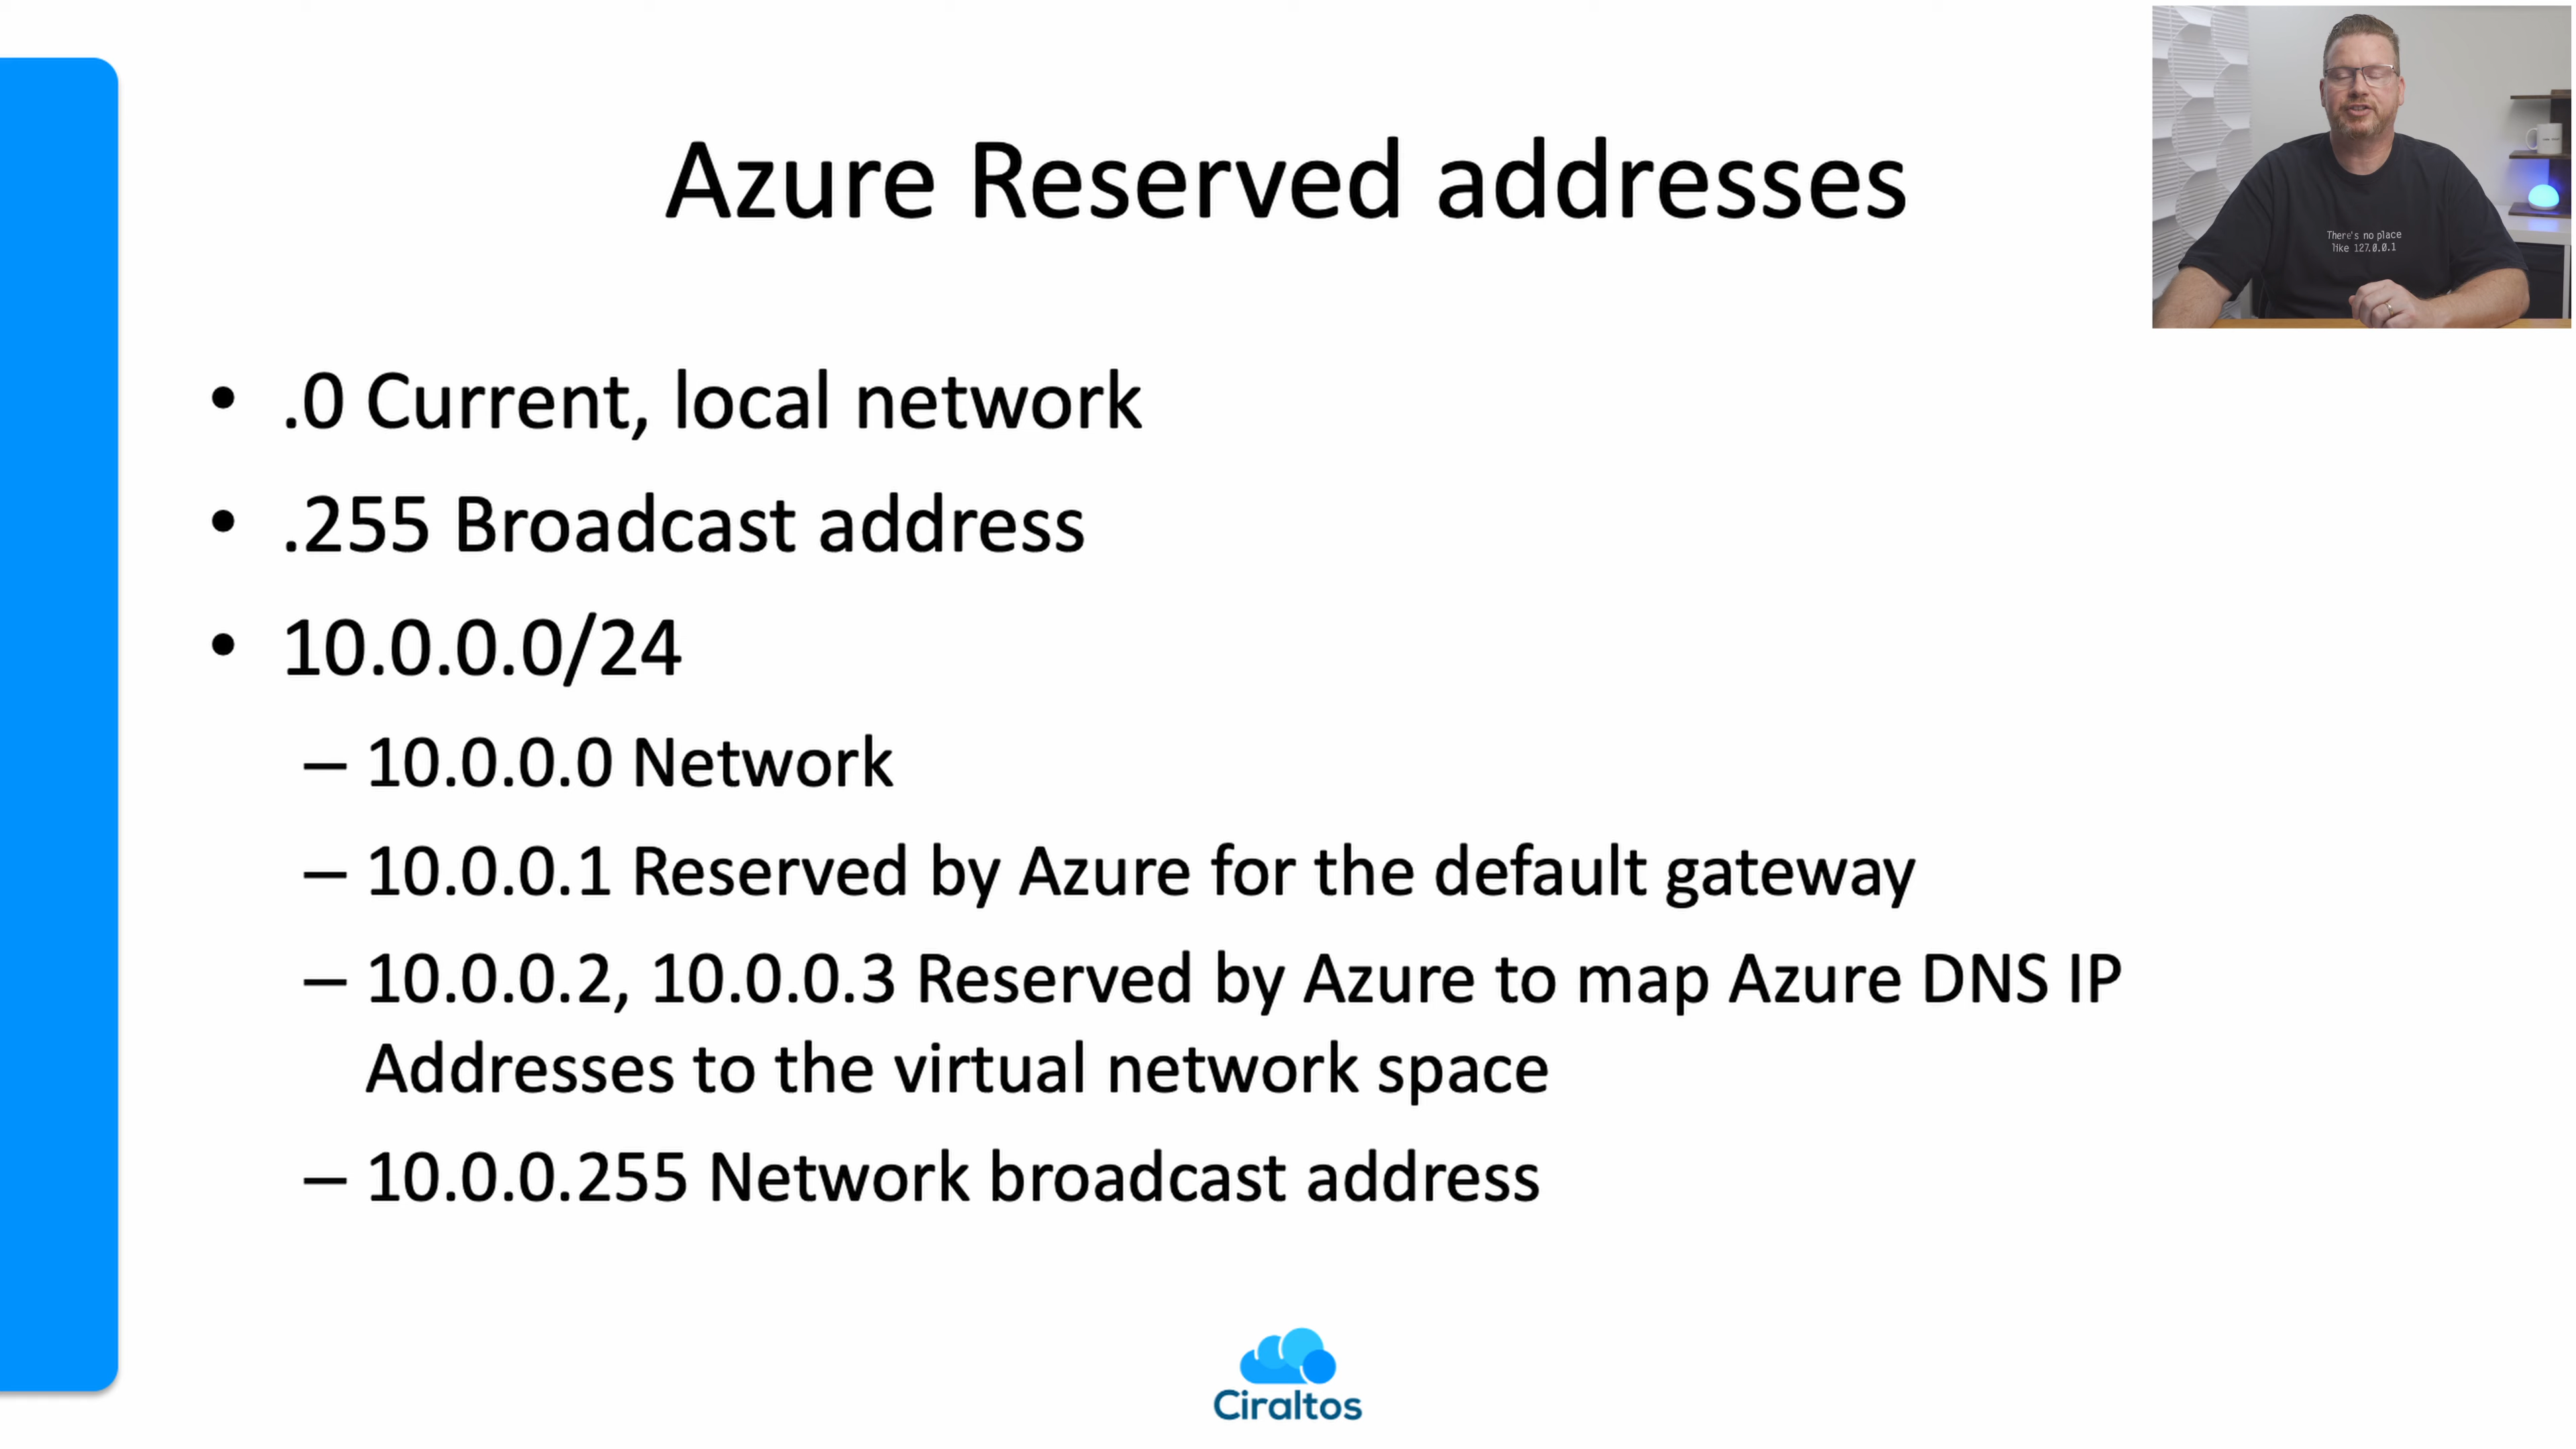 Azure Reserved addresses
There's no place
like 127.0.0.1
• .0 Current, local network
• .255 Broadcast address
• 10.0.0.0/24
– 10.0.0.0 Network
– 10.0.0.1 Reserved by Azure for the default gateway
– 10.0.0.2, 10.0.0.3 Reserved by Azure to map Azure DNS IP
Addresses to the virtual network space
– 10.0.0.255 Network broadcast address
Ciraltos